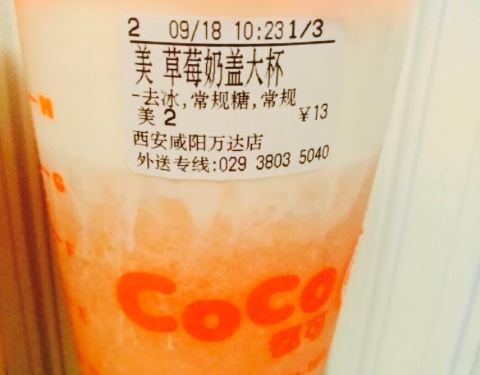 2 09/18 10:23 1/3
美 草莓奶盖大杯
-去冰,常规糖,常规
美 2 ¥13
西安咸阳万达店
外送专线:029 3803 5040
CoCo
都可